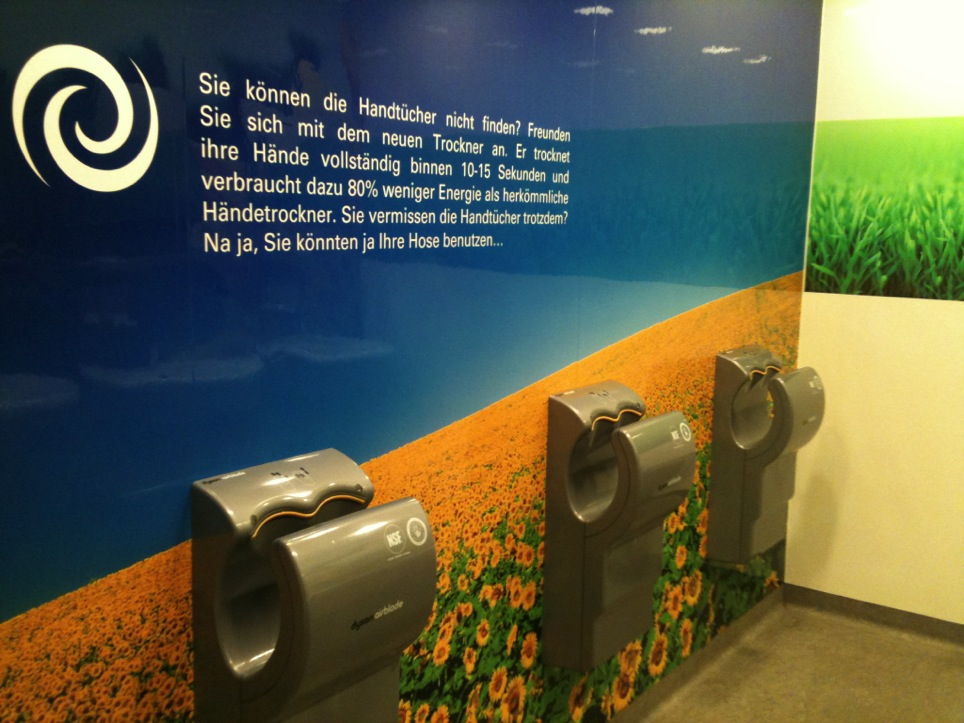 Sie können die Handtücher nicht finden? Freunden
Sie sich mit dem neuen Trockner an. Er trocknet
ihre Hände vollständig binnen 10-15 Sekunden und
verbraucht dazu 80% weniger Energie als herkömmliche
Händetrockner. Sie vermissen die Handtücher trotzdem?
Na ja, Sie könnten ja Ihre Hose benutzen...
NSF
dyson airblade
NSF